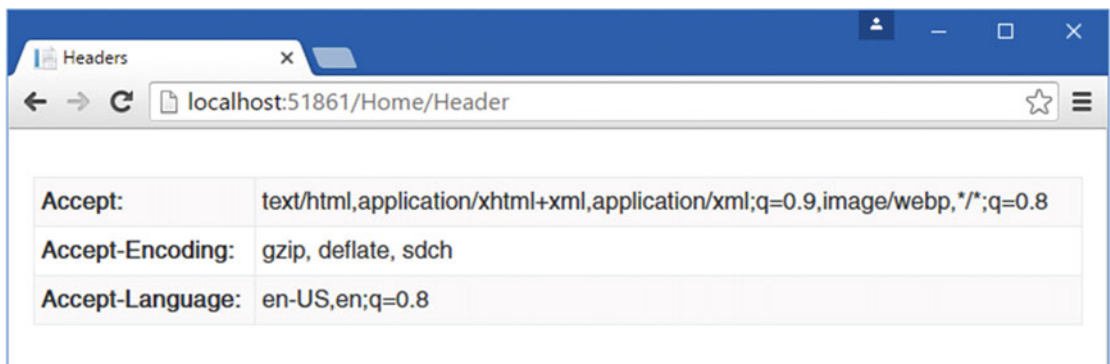 Headers
localhost:51861/Home/Header
Accept: text/html,application/xhtml+xml,application/xml;q=0.9,image/webp,*/*;q=0.8
Accept-Encoding: gzip, deflate, sdch
Accept-Language: en-US,en;q=0.8